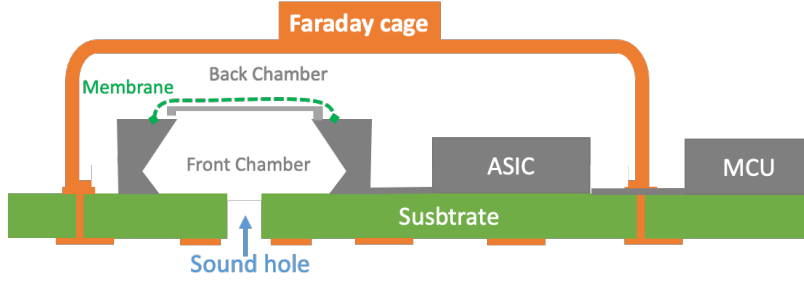 Faraday cage
Back Chamber
Membrane
Front Chamber
ASIC
MCU
Susbtrate
Sound hole